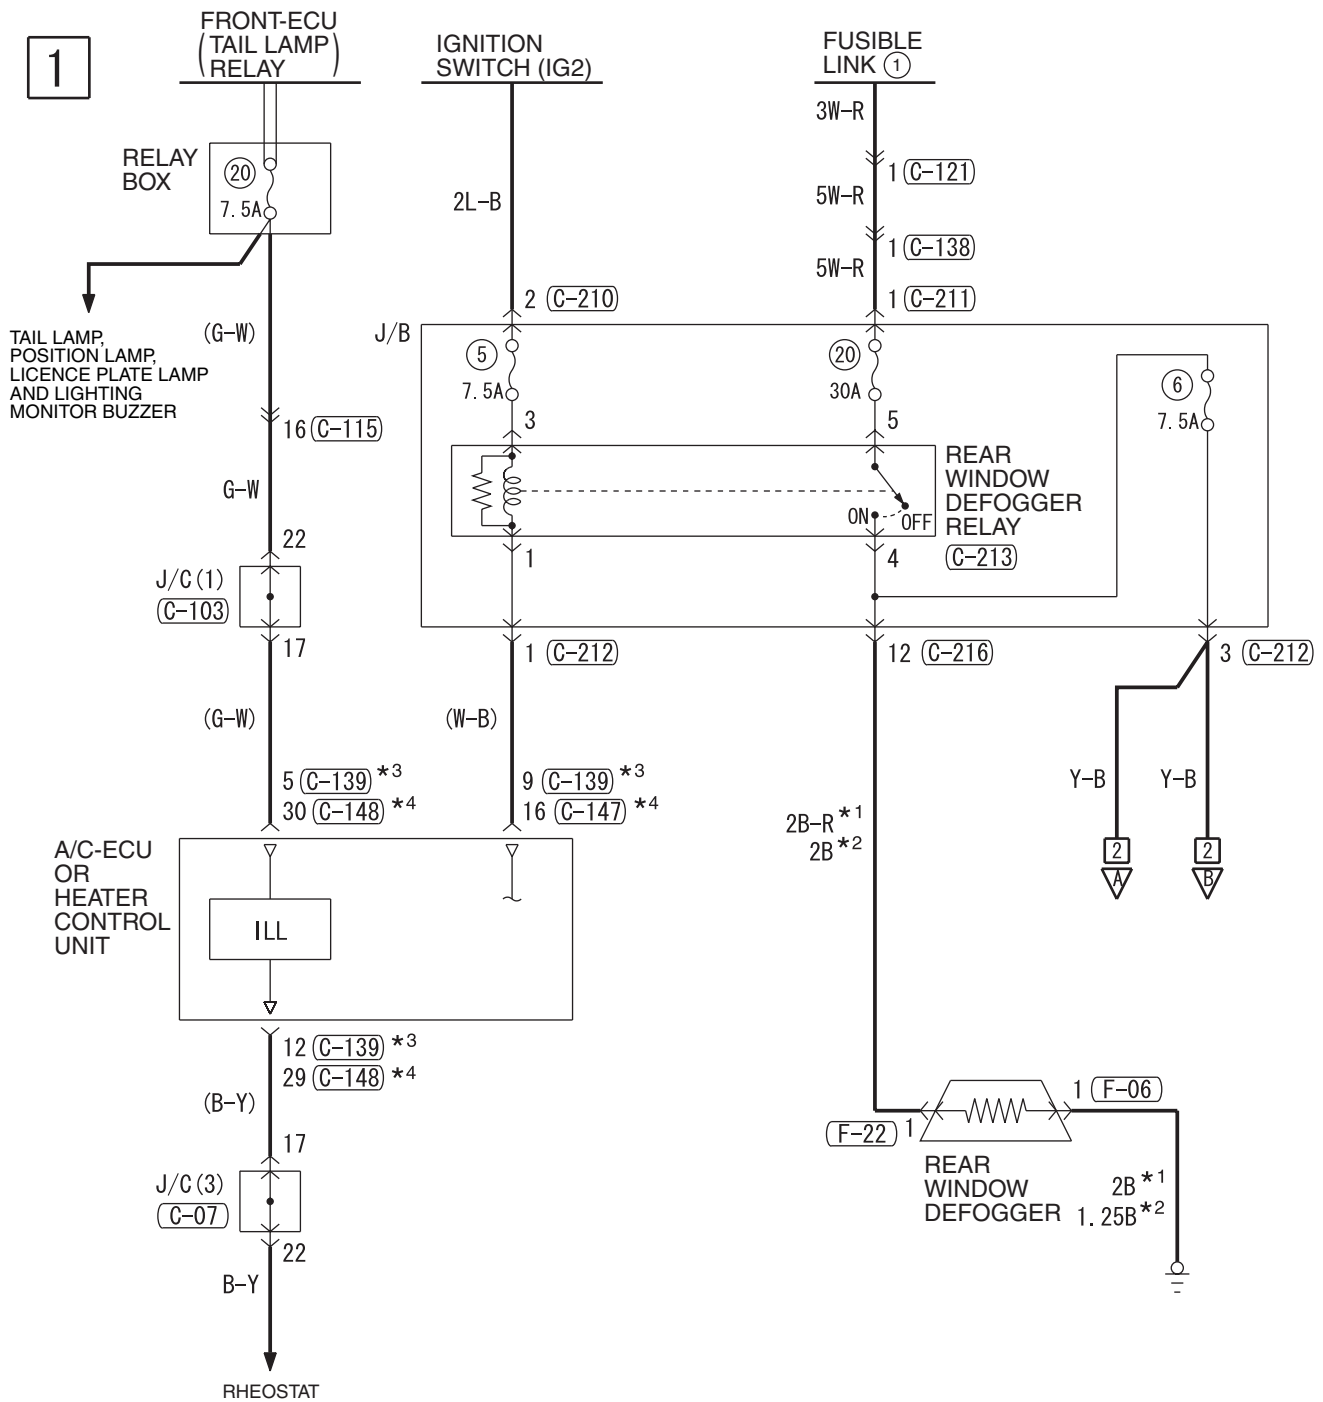 1
FRONT-ECU
(TAIL LAMP
RELAY)
IGNITION
SWITCH (IG2)
FUSIBLE
LINK 1
RELAY
BOX
20
7.5A
TAIL LAMP,
POSITION LAMP,
LICENCE PLATE LAMP
AND LIGHTING
MONITOR BUZZER
(G-W)
16 (C-115)
G-W
22
J/C(1)
(C-103)
17
(G-W)
5 (C-139) *3
30 (C-148) *4
2L-B
2 (C-210)
3W-R
1 (C-121)
5W-R
1 (C-138)
5W-R
1 (C-211)
J/B
5
7.5A
3
20
30A
5
6
7.5A
ON
OFF
REAR
WINDOW
DEFOGGER
RELAY
(C-213)
1
4
1 (C-212)
12 (C-216)
3 (C-212)
(W-B)
9 (C-139) *3
16 (C-147) *4
2B-R *1
2B *2
Y-B
Y-B
2
A
2
B
A/C-ECU
OR
HEATER
CONTROL
UNIT
ILL
12 (C-139) *3
29 (C-148) *4
(B-Y)
17
J/C(3)
(C-07)
22
B-Y
RHEOSTAT
(F-22) 1
1 (F-06)
REAR
WINDOW
DEFOGGER
2B *1
1.25B *2